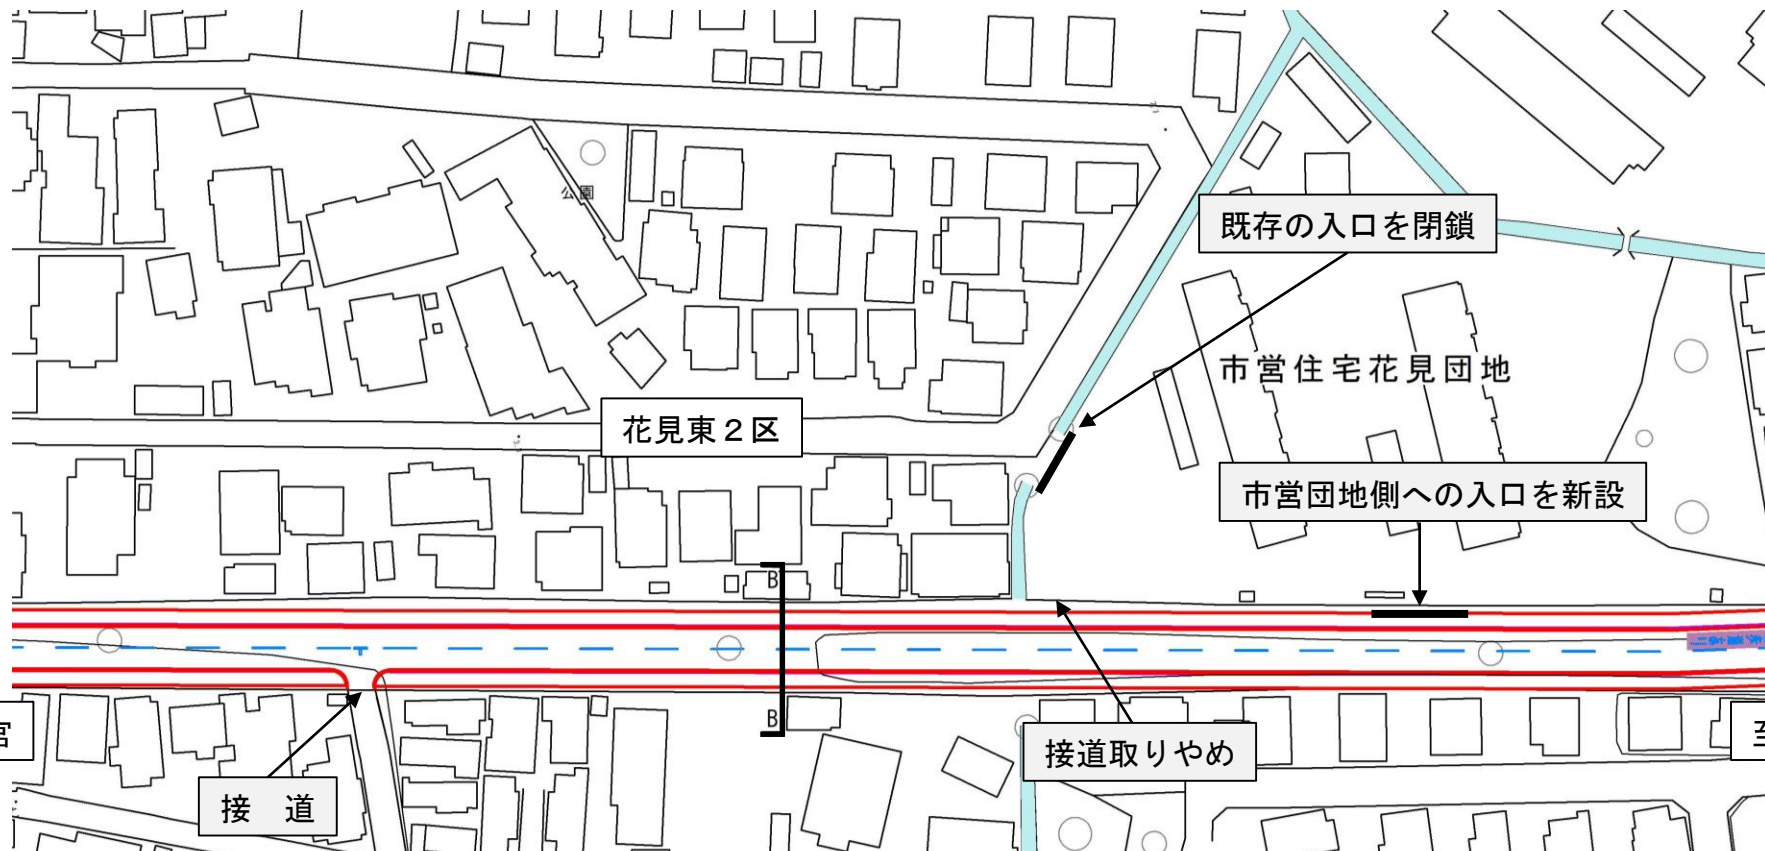 公園
既存の入口を閉鎖
市営住宅花見団地
花見東２区
市営団地側への入口を新設
B
B
宮
接道取りやめ
至
接　道